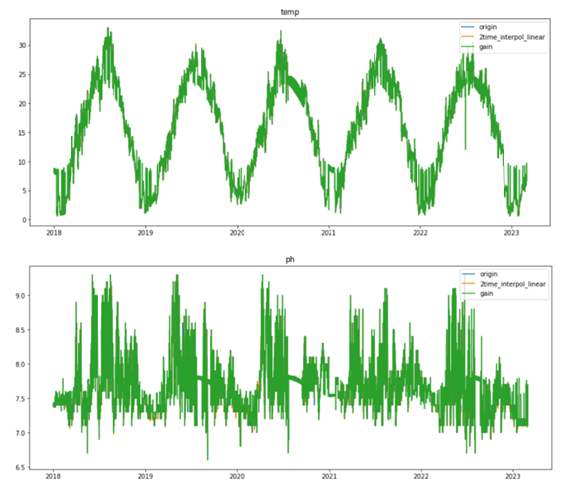 temp
origin
2time_interpol_linear
gain
30
25
20
15
10
5
0
2018 2019 2020 2021 2022 2023
ph
origin
2time_interpol_linear
gain
9.0
8.5
8.0
7.5
7.0
6.5
2018 2019 2020 2021 2022 2023